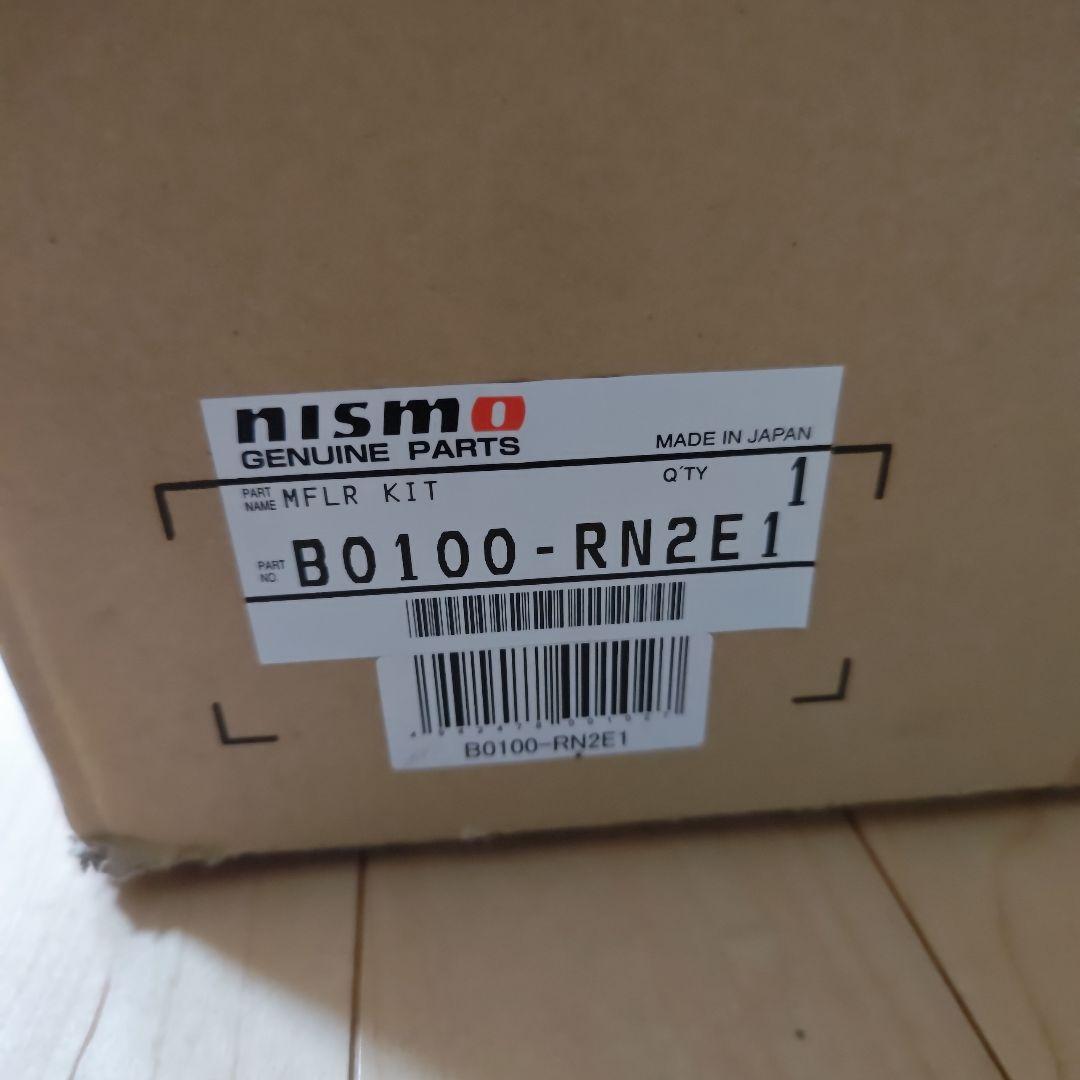 nismo
GENUINE PARTS
MADE IN JAPAN
PART NAME MFLR KIT
Q'TY 1
PART NO. B0100-RN2E1
B0100-RN2E1